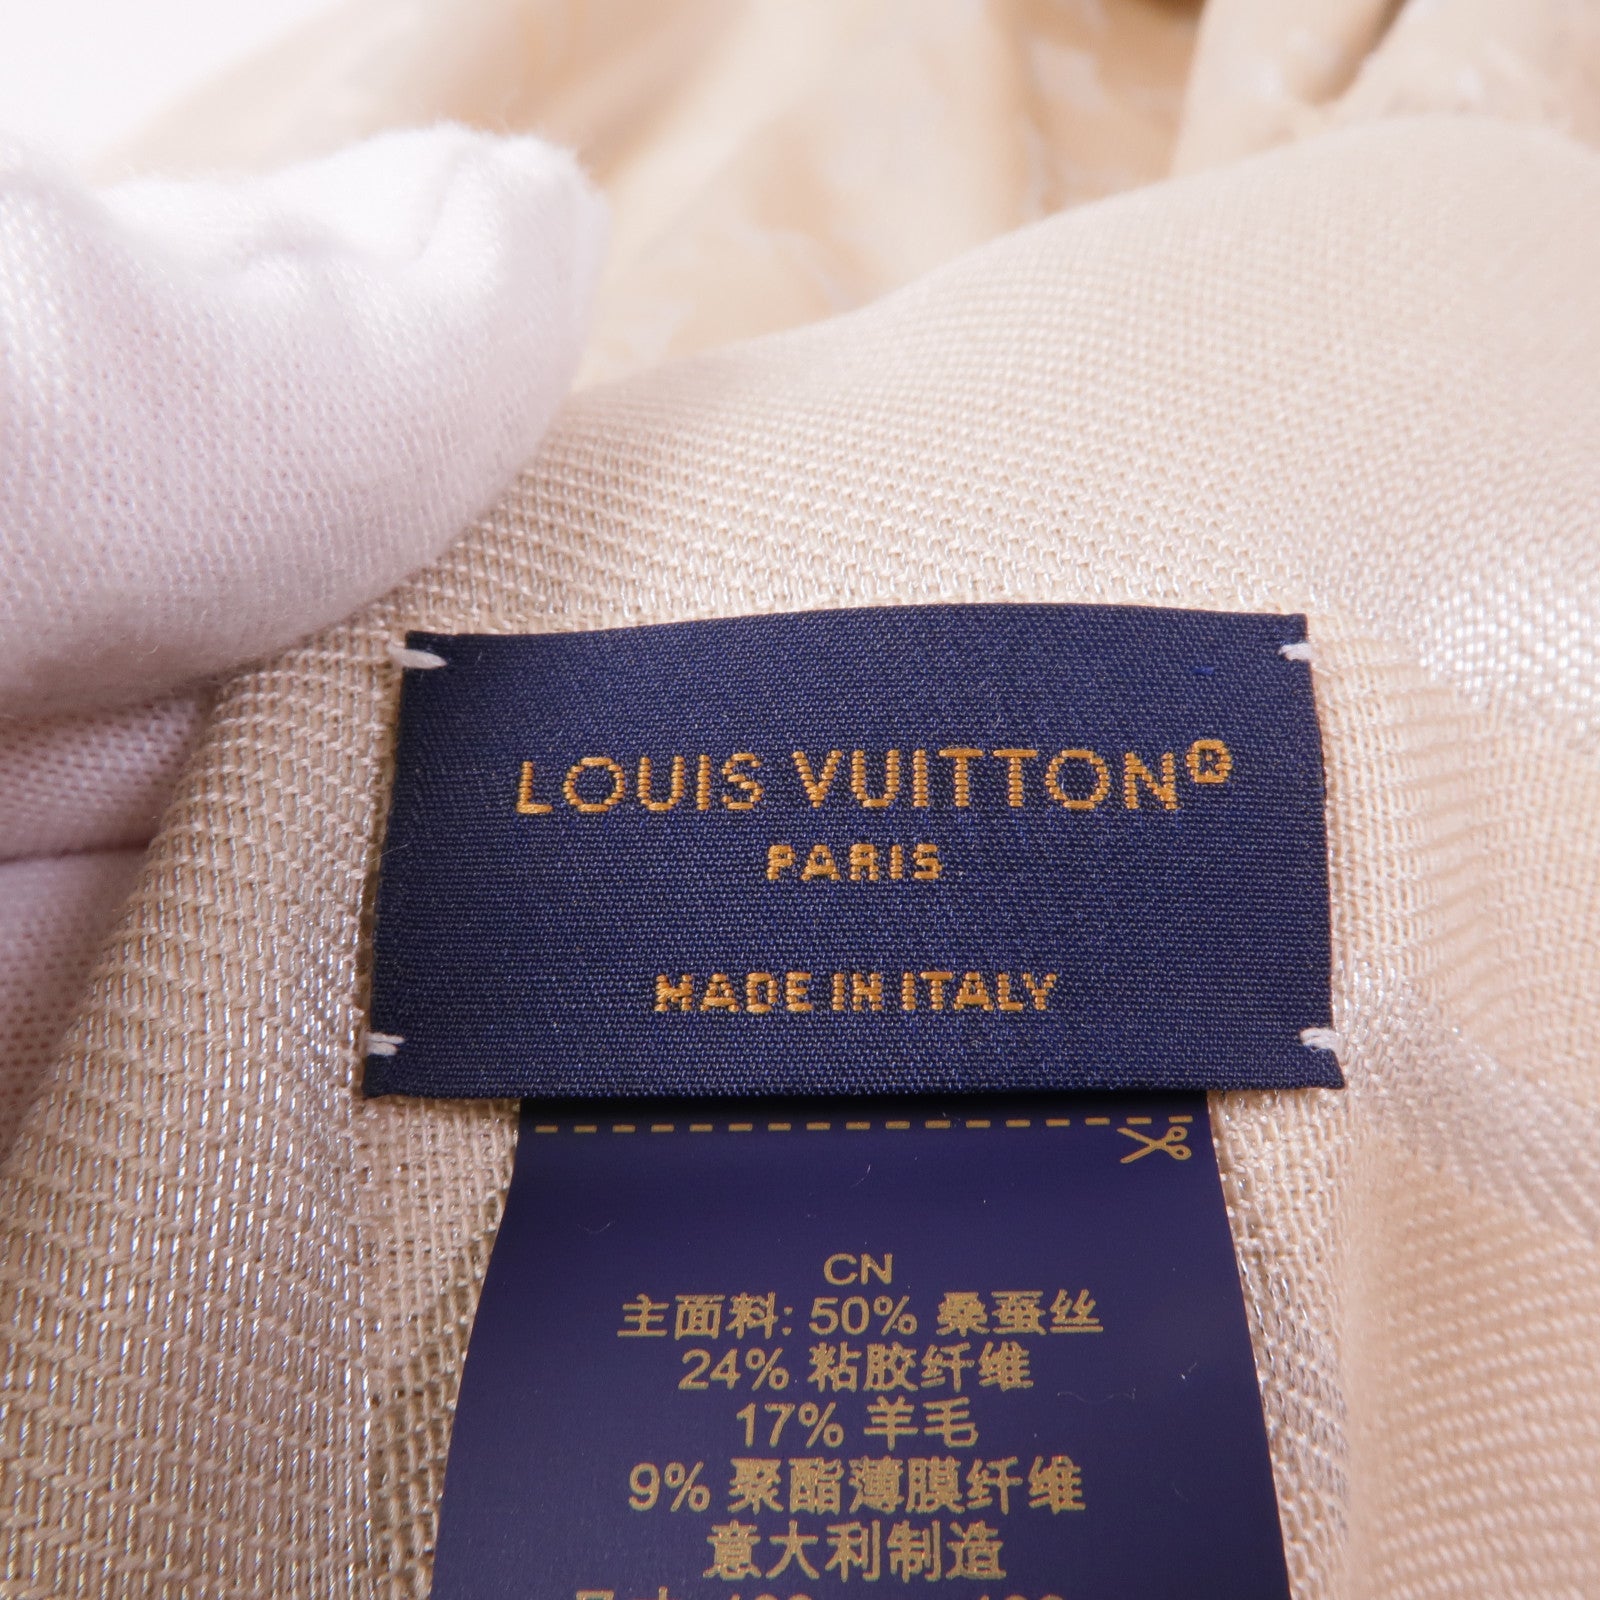 LOUIS VUITTON®
PARIS
MADE IN ITALY
CN
主面料: 50% 桑蚕丝
24% 粘胶纤维
17% 羊毛
9% 聚酯薄膜纤维
意大利制造